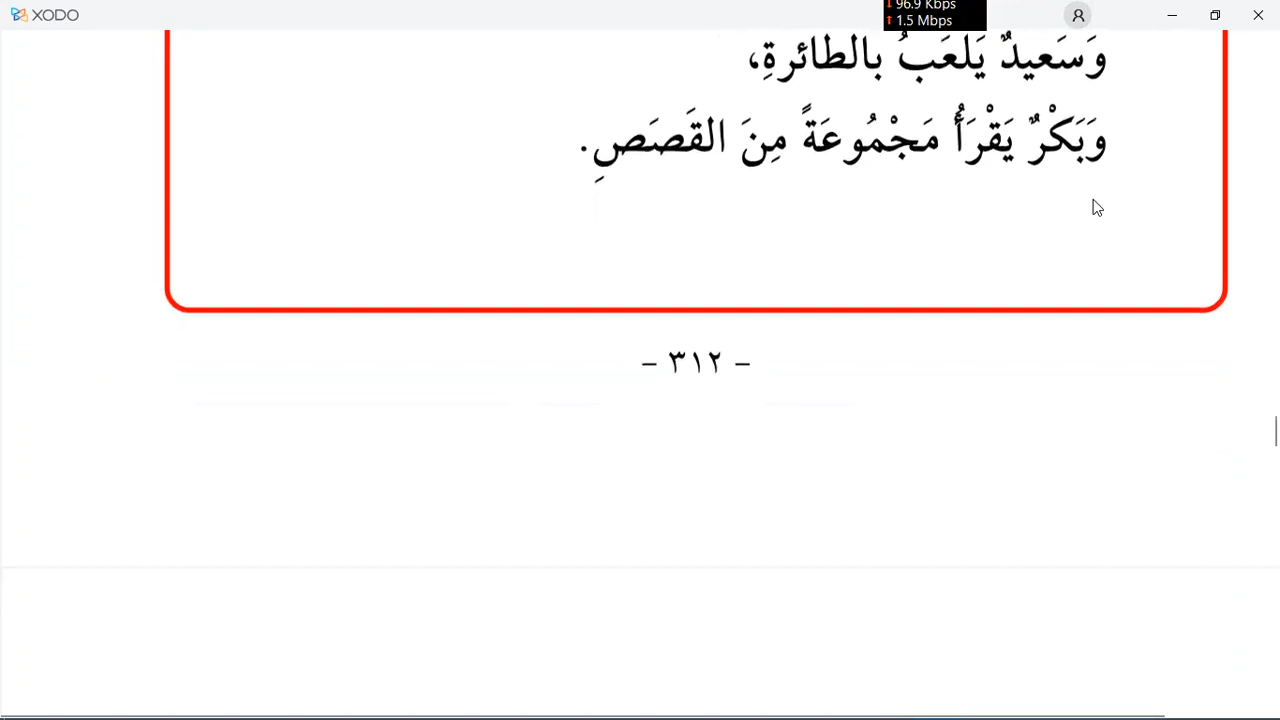 XODO
↓ 96.9 Kbps
↑ 1.5 Mbps
وَسَعيدٌ يَلعَبُ بالطائرةِ،
وَبَكْرٌ يَقْرَأُ مَجْمُوعَةً مِنَ القَصَصِ.
– ٣١٢ –